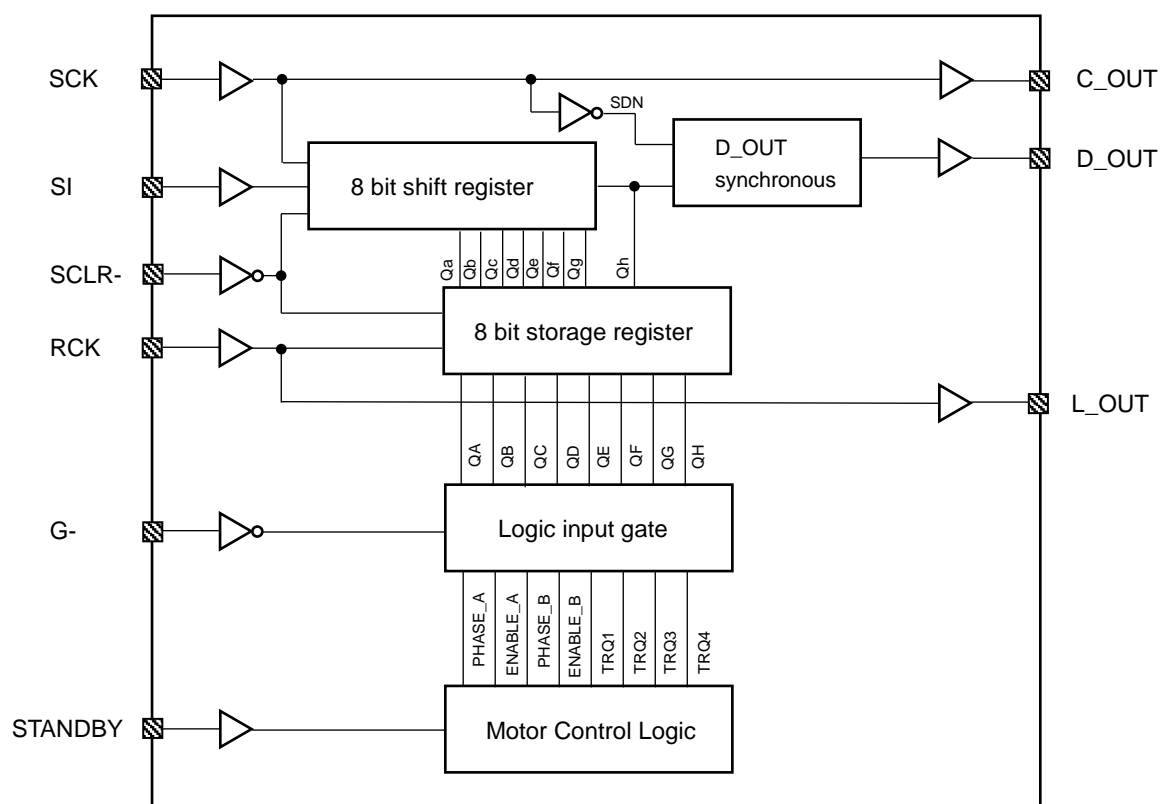 SCK
C_OUT
SDN
D_OUT
synchronous
D_OUT
SI
8 bit shift register
SCLR-
Qa
Qb
Qc
Qd
Qe
Qf
Qg
Qh
RCK
8 bit storage register
L_OUT
QA
QB
QC
QD
QE
QF
QG
QH
G-
Logic input gate
PHASE_A
ENABLE_A
PHASE_B
ENABLE_B
TRQ1
TRQ2
TRQ3
TRQ4
STANDBY
Motor Control Logic